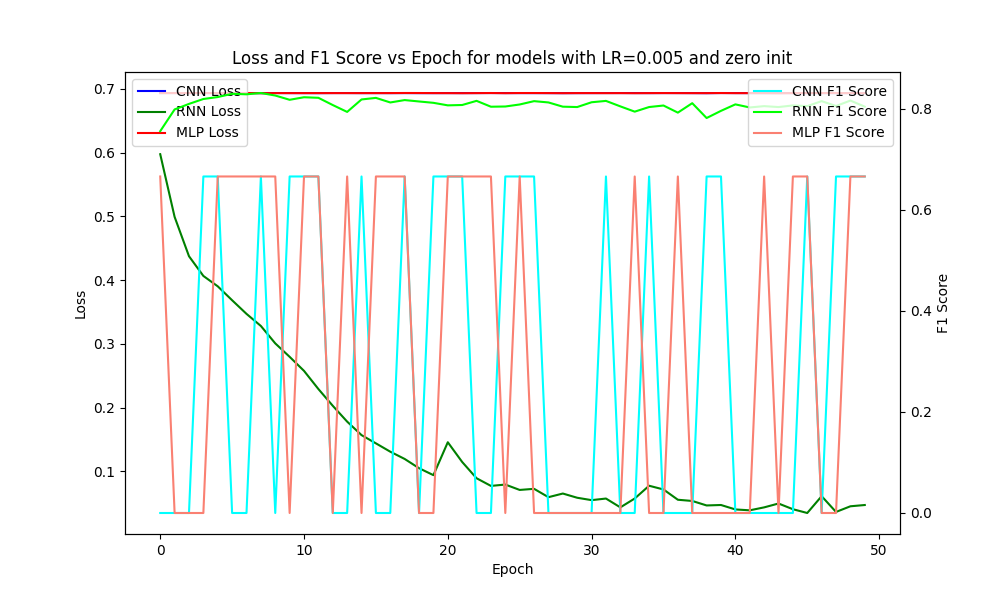 Loss and F1 Score vs Epoch for models with LR=0.005 and zero init
CNN Loss
RNN Loss
MLP Loss
CNN F1 Score
RNN F1 Score
MLP F1 Score
0.7
0.6
0.5
0.4
0.3
0.2
0.1
Loss
0.8
0.6
0.4
0.2
0.0
F1 Score
0 10 20 30 40 50
Epoch